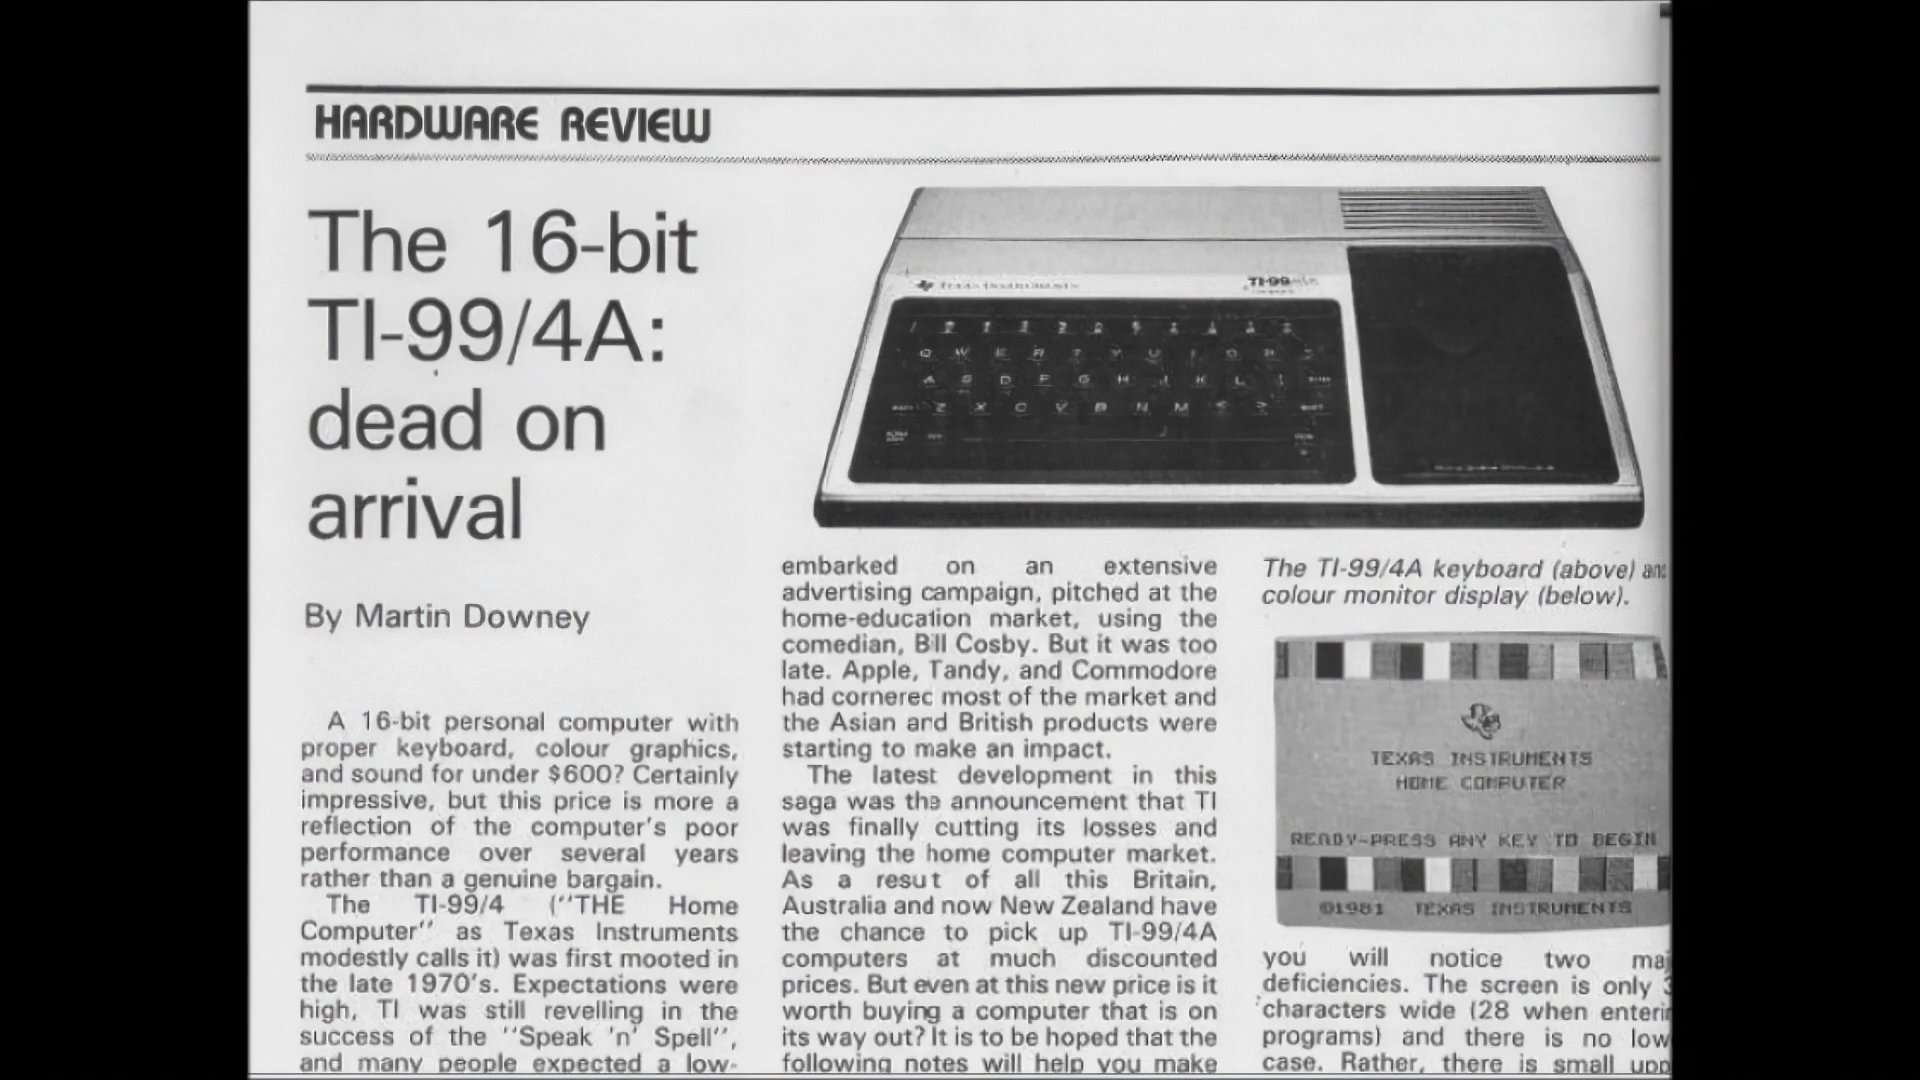 HARDWARE REVIEW
The 16-bit
TI-99/4A:
dead on
arrival
By Martin Downey
A 16-bit personal computer with
proper keyboard, colour graphics,
and sound for under $600? Certainly
impressive, but this price is more a
reflection of the computer's poor
performance over several years
rather than a genuine bargain.
The TI-99/4 (''THE Home
Computer'' as Texas Instruments
modestly calls it) was first mooted in
the late 1970's. Expectations were
high, TI was still revelling in the
success of the ''Speak 'n' Spell'',
and many people expected a low-
TEXAS INSTRUMENTS
TI-99
Q W E R T Y U I O P
A S D F G H J K L
Z X C V B N M
embarked on an extensive
advertising campaign, pitched at the
home-education market, using the
comedian, Bill Cosby. But it was too
late. Apple, Tandy, and Commodore
had cornered most of the market and
the Asian and British products were
starting to make an impact.
The latest development in this
saga was the announcement that TI
was finally cutting its losses and
leaving the home computer market.
As a resut of all this Britain,
Australia and now New Zealand have
the chance to pick up TI-99/4A
computers at much discounted
prices. But even at this new price is it
worth buying a computer that is on
its way out? It is to be hoped that the
following notes will help you make
The TI-99/4A keyboard (above) and
colour monitor display (below).
TEXAS INSTRUMENTS
HOME COMPUTER
READY-PRESS ANY KEY TO BEGIN
©1981 TEXAS INSTRUMENTS
you will notice two maj
deficiencies. The screen is only
characters wide (28 when enterin
programs) and there is no low
case. Rather, there is small upp